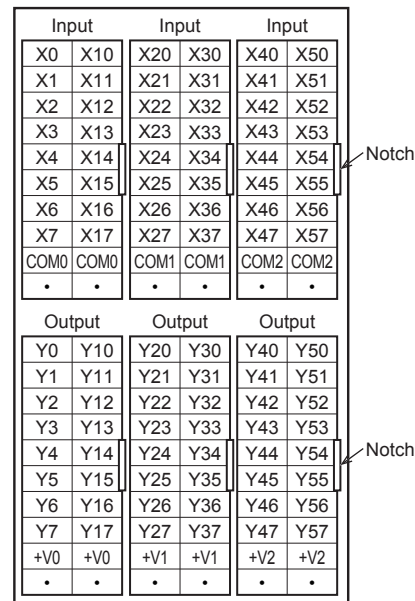 Input Input Input
X0 X10 X20 X30 X40 X50
X1 X11 X21 X31 X41 X51
X2 X12 X22 X32 X42 X52
X3 X13 X23 X33 X43 X53
X4 X14 X24 X34 X44 X54 Notch
X5 X15 X25 X35 X45 X55
X6 X16 X26 X36 X46 X56
X7 X17 X27 X37 X47 X57
COM0 COM0 COM1 COM1 COM2 COM2
• • • • • •
Output Output Output
Y0 Y10 Y20 Y30 Y40 Y50
Y1 Y11 Y21 Y31 Y41 Y51
Y2 Y12 Y22 Y32 Y42 Y52
Y3 Y13 Y23 Y33 Y43 Y53
Y4 Y14 Y24 Y34 Y44 Y54 Notch
Y5 Y15 Y25 Y35 Y45 Y55
Y6 Y16 Y26 Y36 Y46 Y56
Y7 Y17 Y27 Y37 Y47 Y57
+V0 +V0 +V1 +V1 +V2 +V2
• • • • • •